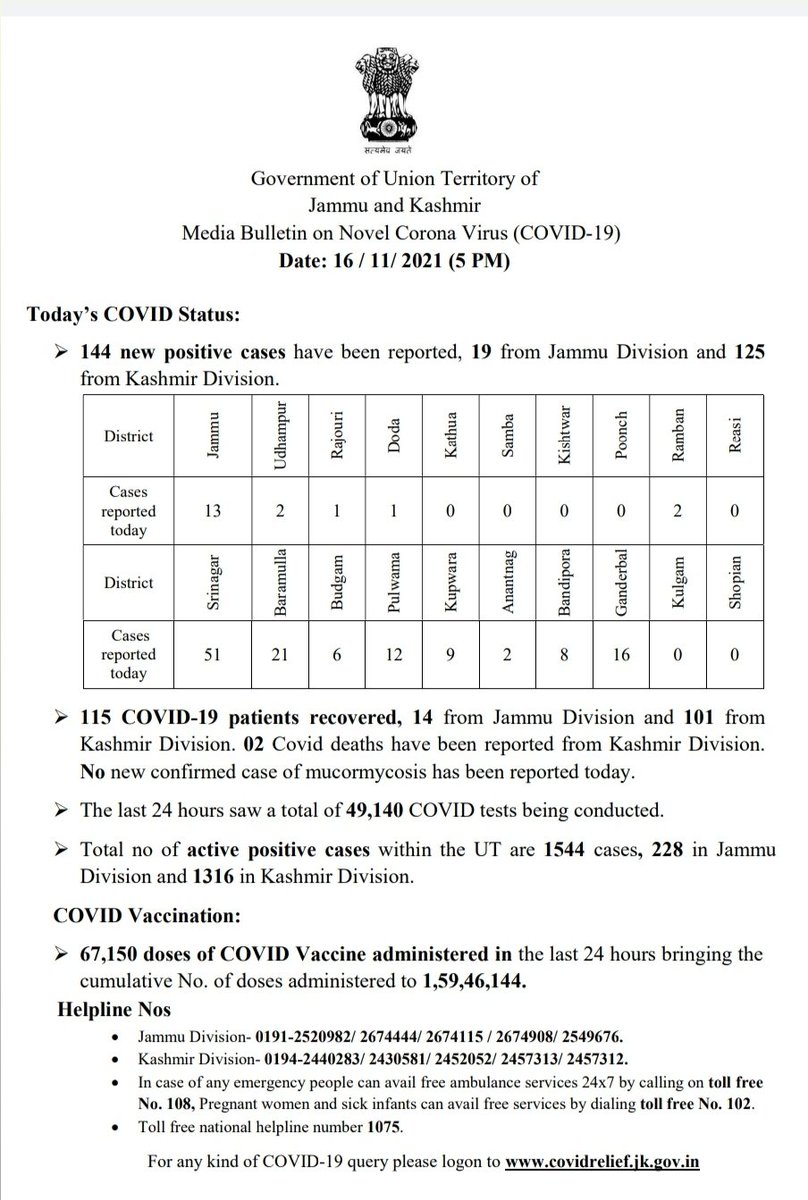 सत्यमेव जयते
Government of Union Territory of
Jammu and Kashmir
Media Bulletin on Novel Corona Virus (COVID-19)
Date: 16 / 11/ 2021 (5 PM)
Today’s COVID Status:
➢ 144 new positive cases have been reported, 19 from Jammu Division and 125
from Kashmir Division.
District Jammu Udhampur Rajouri Doda Kathua Samba Kishtwar Poonch Ramban Reasi
Cases
reported
today
13 2 1 1 0 0 0 0 2 0
District Srinagar Baramulla Budgam Pulwama Kupwara Anantnag Bandipora Ganderbal Kulgam Shopian
Cases
reported
today
51 21 6 12 9 2 8 16 0 0
➢ 115 COVID-19 patients recovered, 14 from Jammu Division and 101 from
Kashmir Division. 02 Covid deaths have been reported from Kashmir Division.
No new confirmed case of mucormycosis has been reported today.
➢ The last 24 hours saw a total of 49,140 COVID tests being conducted.
➢ Total no of active positive cases within the UT are 1544 cases, 228 in Jammu
Division and 1316 in Kashmir Division.
COVID Vaccination:
➢ 67,150 doses of COVID Vaccine administered in the last 24 hours bringing the
cumulative No. of doses administered to 1,59,46,144.
Helpline Nos
• Jammu Division- 0191-2520982/ 2674444/ 2674115 / 2674908/ 2549676.
• Kashmir Division- 0194-2440283/ 2430581/ 2452052/ 2457313/ 2457312.
• In case of any emergency people can avail free ambulance services 24x7 by calling on toll free
No. 108, Pregnant women and sick infants can avail free services by dialing toll free No. 102.
• Toll free national helpline number 1075.
For any kind of COVID-19 query please logon to www.covidrelief.jk.gov.in